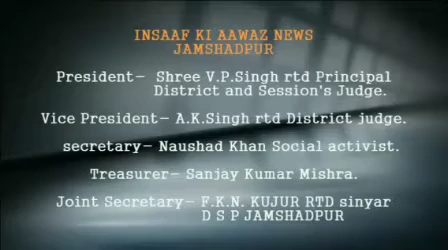 INSAAF KI AAWAZ NEWS
JAMSHADPUR
President- Shree V.P.Singh rtd Principal
District and Session's Judge.
Vice President- A.K.Singh rtd District judge.
secretary- Naushad Khan Social activist.
Treasurer- Sanjay Kumar Mishra.
Joint Secretary- F.K.N. KUJUR RTD sinyar
D S P JAMSHADPUR